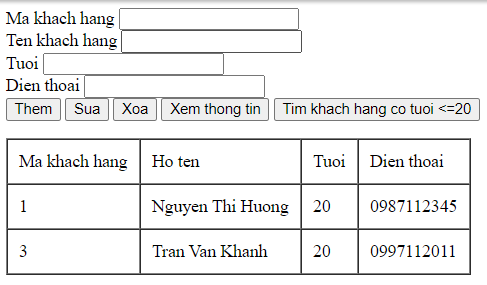 Ma khach hang
Ten khach hang
Tuoi
Dien thoai
Them Sua Xoa Xem thong tin Tim khach hang co tuoi <=20
Ma khach hang Ho ten Tuoi Dien thoai
1 Nguyen Thi Huong 20 0987112345
3 Tran Van Khanh 20 0997112011